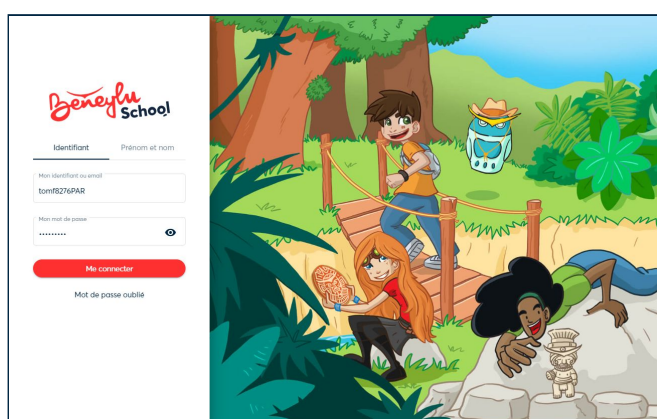 Beneylu
School
Identifiant Prénom et nom
Mon identifiant ou email
tomf8276PAR
Mon mot de passe
•••••••••
Me connecter
Mot de passe oublié